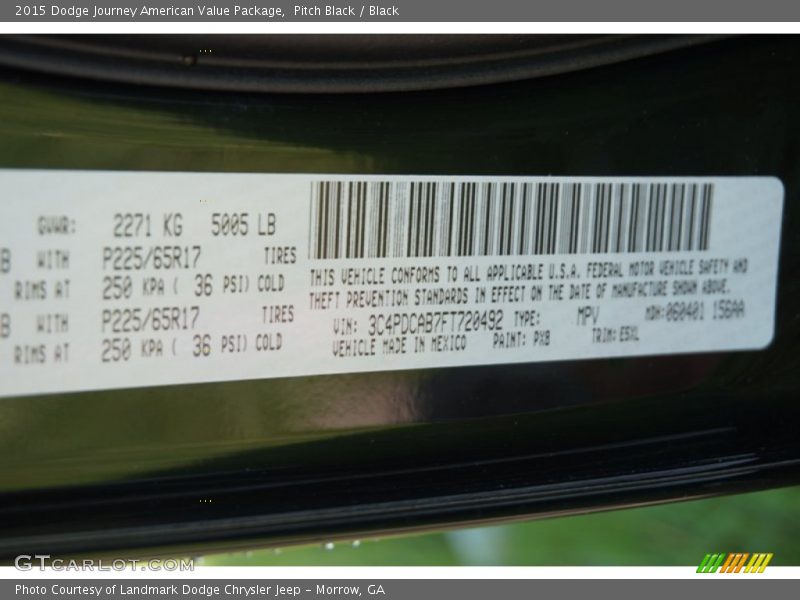 2015 Dodge Journey American Value Package, Pitch Black / Black
GVWR: 2271 KG 5005 LB
B WITH P225/65R17 TIRES
RIMS AT 250 KPA ( 36 PSI) COLD
B WITH P225/65R17 TIRES
RIMS AT 250 KPA ( 36 PSI) COLD
THIS VEHICLE CONFORMS TO ALL APPLICABLE U.S.A. FEDERAL MOTOR VEHICLE SAFETY AND
THEFT PREVENTION STANDARDS IN EFFECT ON THE DATE OF MANUFACTURE SHOWN ABOVE.
VIN: 3C4PDCAB7FT720492 TYPE: MPV MDH:060401 156AA
VEHICLE MADE IN MEXICO PAINT: PXB TRIM:E5XL
GTCARLOT.COM
Photo Courtesy of Landmark Dodge Chrysler Jeep - Morrow, GA